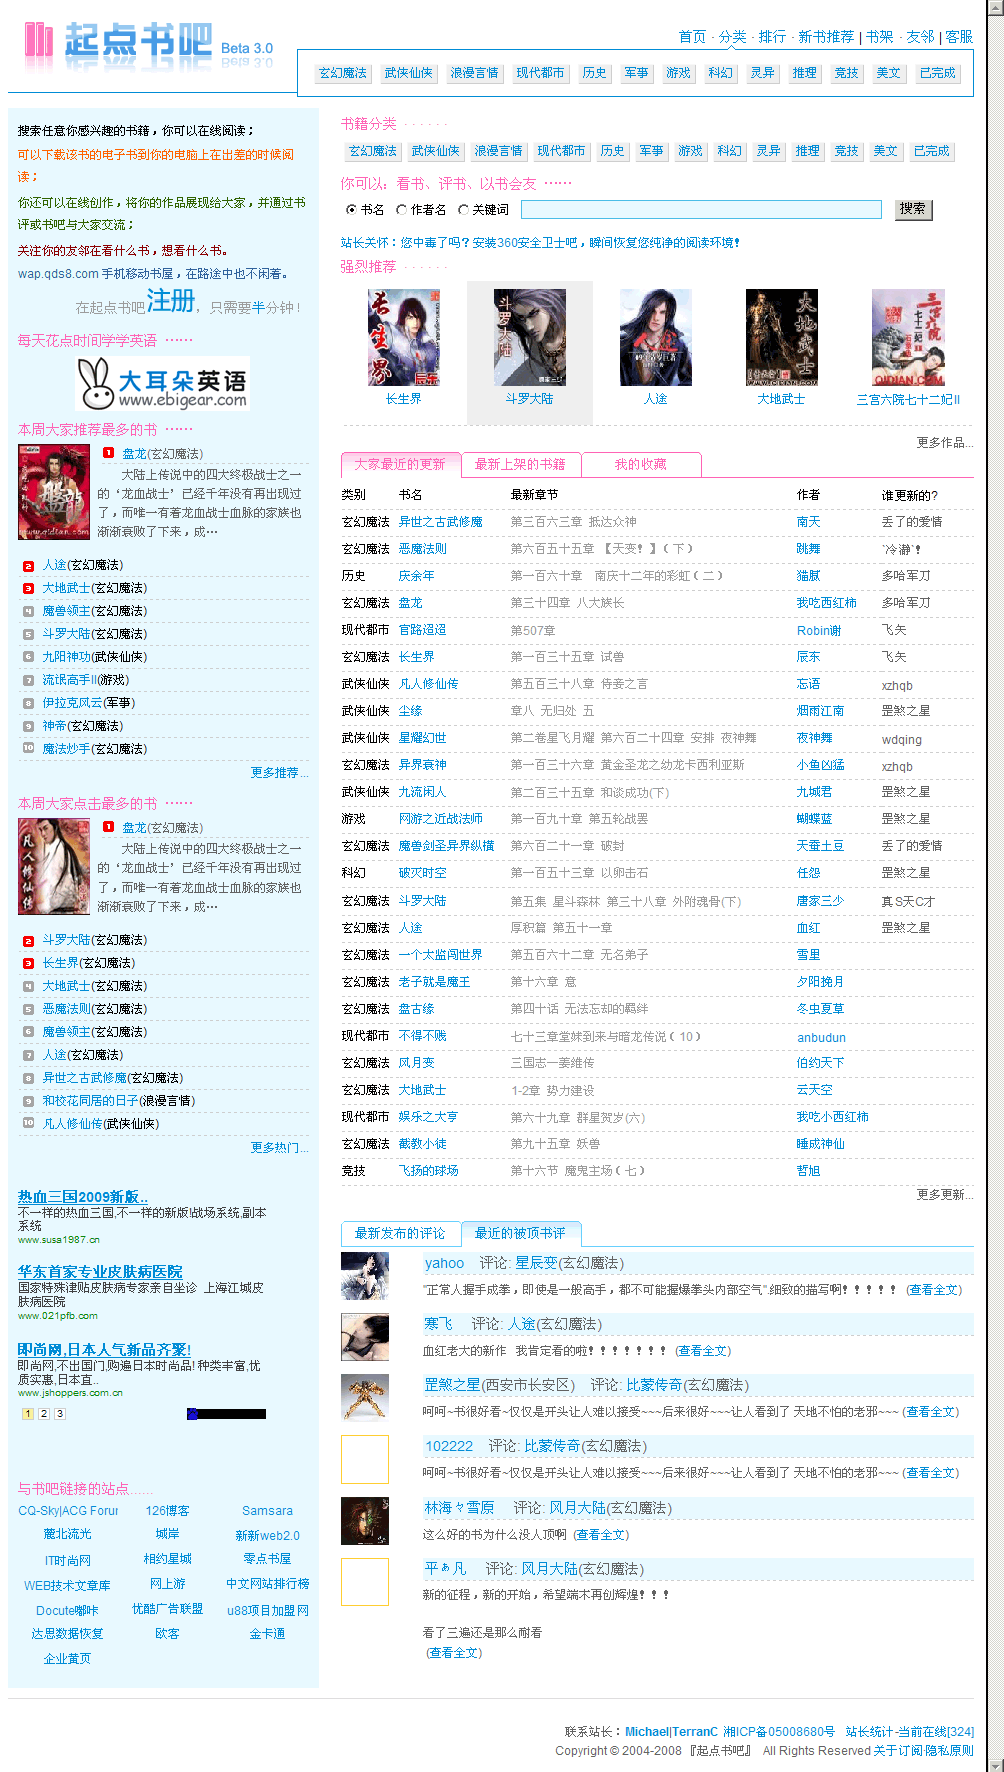 起点书吧 Beta 3.0
首页 · 分类 · 排行 · 新书推荐 | 书架 · 友邻 | 客服
玄幻魔法 武侠仙侠 浪漫言情 现代都市 历史 军事 游戏 科幻 灵异 推理 竞技 美文 已完成
搜索任意你感兴趣的书籍，你可以在线阅读；
可以下载该书的电子书到你的电脑上在出差的时候阅
读；
你还可以在线创作，将你的作品展现给大家，并通过书
评或书吧与大家交流；
关注你的友邻在看什么书，想看什么书。
wap.qds8.com 手机移动书屋，在路途中也不闲着。
在起点书吧注册，只需要半分钟！
每天花点时间学学英语 ……
大耳朵英语
www.ebigear.com
本周大家推荐最多的书 ……
1 盘龙(玄幻魔法)
大陆上传说中的四大终极战士之一
的‘龙血战士’已经千年没有再出现过
了，而唯一有着龙血战士血脉的家族也
渐渐衰败了下来，成…
2 人途(玄幻魔法)
3 大地武士(玄幻魔法)
4 魔兽领主(玄幻魔法)
5 斗罗大陆(玄幻魔法)
6 九阳神功(武侠仙侠)
7 流氓高手II(游戏)
8 伊拉克风云(军事)
9 神帝(玄幻魔法)
10 魔法炒手(玄幻魔法)
更多推荐...
本周大家点击最多的书 ……
凡人修仙传
1 盘龙(玄幻魔法)
大陆上传说中的四大终极战士之一
的‘龙血战士’已经千年没有再出现过
了，而唯一有着龙血战士血脉的家族也
渐渐衰败了下来，成…
2 斗罗大陆(玄幻魔法)
3 长生界(玄幻魔法)
4 大地武士(玄幻魔法)
5 恶魔法则(玄幻魔法)
6 魔兽领主(玄幻魔法)
7 人途(玄幻魔法)
8 异世之古武修魔(玄幻魔法)
9 和校花同居的日子(浪漫言情)
10 凡人修仙传(武侠仙侠)
更多热门...
热血三国2009新版..
不一样的热血三国,不一样的新版!战场系统,副本
系统
www.susa1987.cn
华东首家专业皮肤病医院
国家特殊津贴皮肤病专家亲自坐诊 上海江城皮
肤病医院
www.021pfb.com
即尚网,日本人气新品齐聚!
即尚网,不出国门,购遍日本时尚品! 种类丰富,优
质实惠,日本直..
www.jshoppers.com.cn
1 2 3
与书吧链接的站点……
CQ-Sky|ACG Forur 126博客 Samsara
麓北流光 城岸 新新web2.0
IT时尚网 相约星城 零点书屋
WEB技术文章库 网上游 中文网站排行榜
Docute嘟咔 优酷广告联盟 u88项目加盟网
达思数据恢复 欧客 金卡通
企业黄页
书籍分类 - - - - - -
玄幻魔法 武侠仙侠 浪漫言情 现代都市 历史 军事 游戏 科幻 灵异 推理 竞技 美文 已完成
你可以：看书、评书、以书会友 ……
书名 作者名 关键词 搜索
站长关怀：您中毒了吗？安装360安全卫士吧，瞬间恢复您纯净的阅读环境！
强烈推荐 - - - - - -
长生界 斗罗大陆 人途 大地武士 三宫六院七十二妃II
更多作品...
大家最近的更新 最新上架的书籍 我的收藏
类别 书名 最新章节 作者 谁更新的?
玄幻魔法 异世之古武修魔 第三百六三章 抵达众神 南天 丢了的爱情
玄幻魔法 恶魔法则 第六百五十五章 【天变！】（下） 跳舞 `冷瀞`！
历史 庆余年 第一百六十章 南庆十二年的彩虹（二） 猫腻 多哈军刀
玄幻魔法 盘龙 第三十四章 八大族长 我吃西红柿 多哈军刀
现代都市 官路迢迢 第507章 Robin谢 飞矢
玄幻魔法 长生界 第一百三十五章 试兽 辰东 飞矢
武侠仙侠 凡人修仙传 第五百三十八章 侍妾之言 忘语 xzhqb
武侠仙侠 尘缘 章八 无归处 五 烟雨江南 罡煞之星
武侠仙侠 星耀幻世 第二卷星飞月耀 第六百二十四章 安排 夜神舞 夜神舞 wdqing
玄幻魔法 异界衰神 第一百三十六章 黄金圣龙之幼龙卡西利亚斯 小鱼凶猛 xzhqb
武侠仙侠 九流闲人 第二百三十五章 和谈成功(下) 九城君 罡煞之星
游戏 网游之近战法师 第一百九十章 第五轮战罢 蝴蝶蓝 罡煞之星
玄幻魔法 魔兽剑圣异界纵横 第六百二十一章 破封 天蚕土豆 丢了的爱情
科幻 破灭时空 第一百五十三章 以卵击石 任怨 罡煞之星
玄幻魔法 斗罗大陆 第五集 星斗森林 第三十八章 外附魂骨(下) 唐家三少 真S天C才
玄幻魔法 人途 厚积篇 第五十一章 血红 罡煞之星
玄幻魔法 一个太监闯世界 第五百六十二章 无名弟子 雪里
玄幻魔法 老子就是魔王 第十六章 意 夕阳挽月
玄幻魔法 盘古缘 第四十话 无法忘却的羁绊 冬虫夏草
现代都市 不得不贱 七十三章堂妹到来与暗龙传说（10） anbudun
玄幻魔法 风月变 三国志—姜维传 伯约天下
玄幻魔法 大地武士 1-2章 势力建设 云天空
现代都市 娱乐之大亨 第六十九章 群星贺岁(六) 我吃小西红柿
玄幻魔法 截教小徒 第九十五章 妖兽 睡成神仙
竞技 飞扬的球场 第十六节 魔鬼主场（七） 哲旭
更多更新...
最新发布的评论 最近的被顶书评
yahoo 评论: 星辰变(玄幻魔法)
"正常人握手成拳，即使是一般高手，都不可能握爆拳头内部空气".细致的描写啊！！！！！ (查看全文)
寒飞 评论: 人途(玄幻魔法)
血红老大的新作 我肯定看的啦！！！！！！！ (查看全文)
罡煞之星(西安市长安区) 评论: 比蒙传奇(玄幻魔法)
呵呵~书很好看~仅仅是开头让人难以接受~~~后来很好~~~让人看到了 天地不怕的老邪~~~ (查看全文)
102222 评论: 比蒙传奇(玄幻魔法)
呵呵~书很好看~仅仅是开头让人难以接受~~~后来很好~~~让人看到了 天地不怕的老邪~~~ (查看全文)
林海々雪原 评论: 风月大陆(玄幻魔法)
这么好的书为什么没人顶啊 (查看全文)
平ぁ凡 评论: 风月大陆(玄幻魔法)
新的征程，新的开始，希望端木再创辉煌！！！
看了三遍还是那么耐看
(查看全文)
联系站长：Michael|TerranC 湘ICP备05008680号 站长统计-当前在线[324]
Copyright © 2004-2008 『起点书吧』 All Rights Reserved 关于订阅·隐私原则